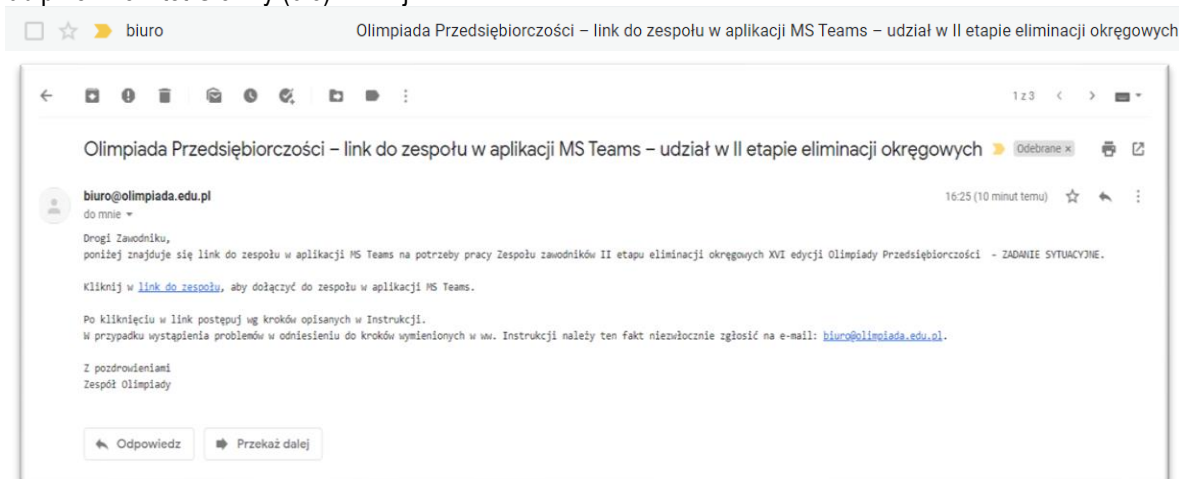 biuro Olimpiada Przedsiębiorczości – link do zespołu w aplikacji MS Teams – udział w II etapie eliminacji okręgowych
1 z 3
Olimpiada Przedsiębiorczości – link do zespołu w aplikacji MS Teams – udział w II etapie eliminacji okręgowych Odebrane x
biuro@olimpiada.edu.pl 16:25 (10 minut temu)
do mnie
Drogi Zawodniku,
poniżej znajduje się link do zespołu w aplikacji MS Teams na potrzeby pracy Zespołu zawodników II etapu eliminacji okręgowych XVI edycji Olimpiady Przedsiębiorczości - ZADANIE SYTUACYJNE.
Kliknij w link do zespołu, aby dołączyć do zespołu w aplikacji MS Teams.
Po kliknięciu w link postępuj wg kroków opisanych w Instrukcji.
W przypadku wystąpienia problemów w odniesieniu do kroków wymienionych w ww. Instrukcji należy ten fakt niezwłocznie zgłosić na e-mail: biuro@olimpiada.edu.pl.
Z pozdrowieniami
Zespół Olimpiady
Odpowiedz Przekaż dalej